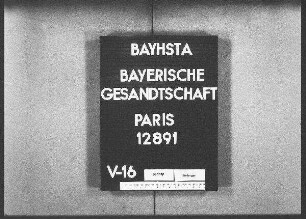 BAYHSTA
BAYERISCHE
GESANDTSCHAFT
PARIS
12891
V-16